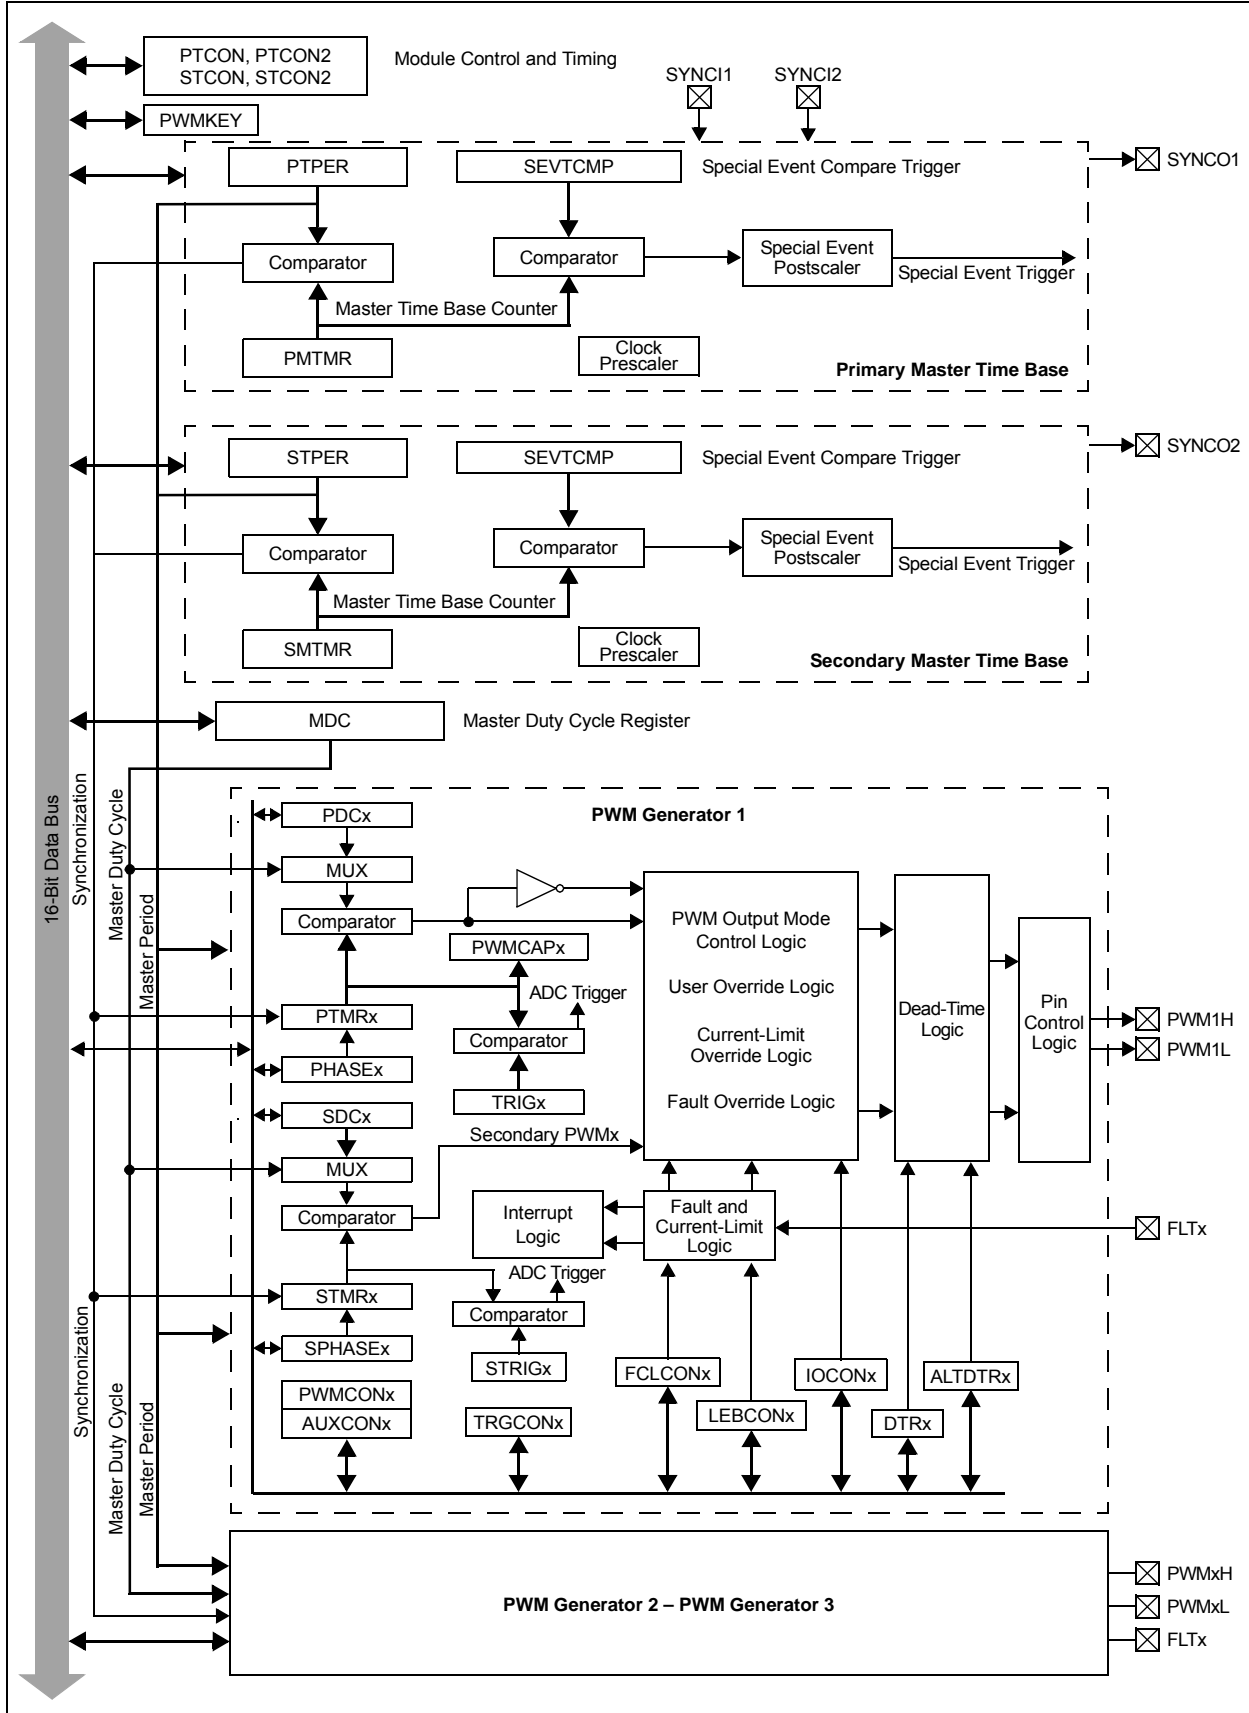 PTCON, PTCON2
STCON, STCON2
Module Control and Timing
SYNCI1
SYNCI2
PWMKEY
PTPER
SEVTCMP
Special Event Compare Trigger
SYNCO1
Comparator
Comparator
Special Event
Postscaler
Special Event Trigger
Master Time Base Counter
PMTMR
Clock
Prescaler
Primary Master Time Base
STPER
SEVTCMP
Special Event Compare Trigger
SYNCO2
Comparator
Comparator
Special Event
Postscaler
Special Event Trigger
Master Time Base Counter
SMTMR
Clock
Prescaler
Secondary Master Time Base
MDC
Master Duty Cycle Register
16-Bit Data Bus
Synchronization
Master Duty Cycle
Master Period
PWM Generator 1
PDCx
MUX
Comparator
PWMCAPx
ADC Trigger
PTMRx
Comparator
PHASEx
TRIGx
SDCx
Secondary PWMx
MUX
Comparator
PWM Output Mode
Control Logic
User Override Logic
Current-Limit
Override Logic
Fault Override Logic
Dead-Time
Logic
Pin
Control
Logic
PWM1H
PWM1L
Interrupt
Logic
Fault and
Current-Limit
Logic
FLTx
ADC Trigger
STMRx
Comparator
SPHASEx
STRIGx
FCLCONx
IOCONx
ALTDTRx
PWMCONx
AUXCONx
TRGCONx
LEBCONx
DTRx
Synchronization
Master Duty Cycle
Master Period
PWM Generator 2 – PWM Generator 3
PWMxH
PWMxL
FLTx